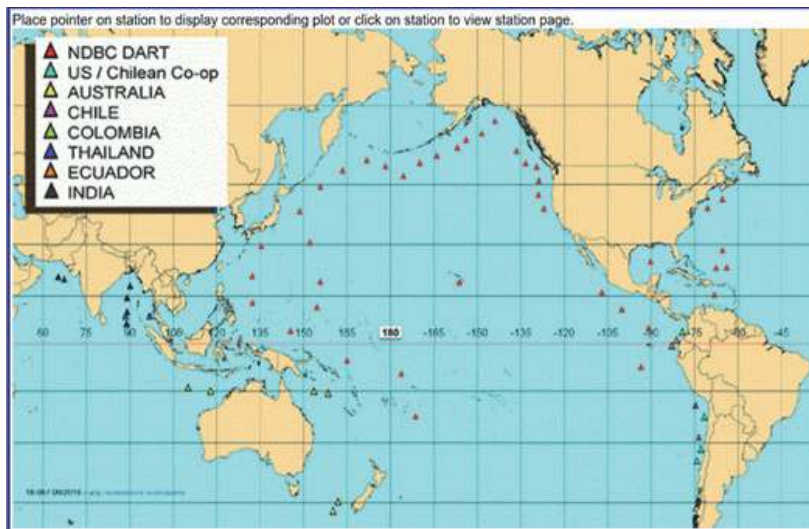 Place pointer on station to display corresponding plot or click on station to view station page.
NDBC DART
US / Chilean Co-op
AUSTRALIA
CHILE
COLOMBIA
THAILAND
ECUADOR
INDIA
60 75 90 105 120 135 155 165 180 -165 -150 -135 -120 -105 -90 -75 -60 -45